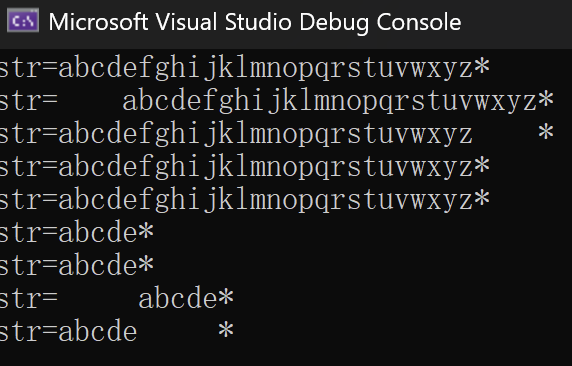 Microsoft Visual Studio Debug Console
str=abcdefghijklmnopqrstuvwxyz*
str=    abcdefghijklmnopqrstuvwxyz*
str=abcdefghijklmnopqrstuvwxyz    *
str=abcdefghijklmnopqrstuvwxyz*
str=abcdefghijklmnopqrstuvwxyz*
str=abcde*
str=abcde*
str=     abcde*
str=abcde     *